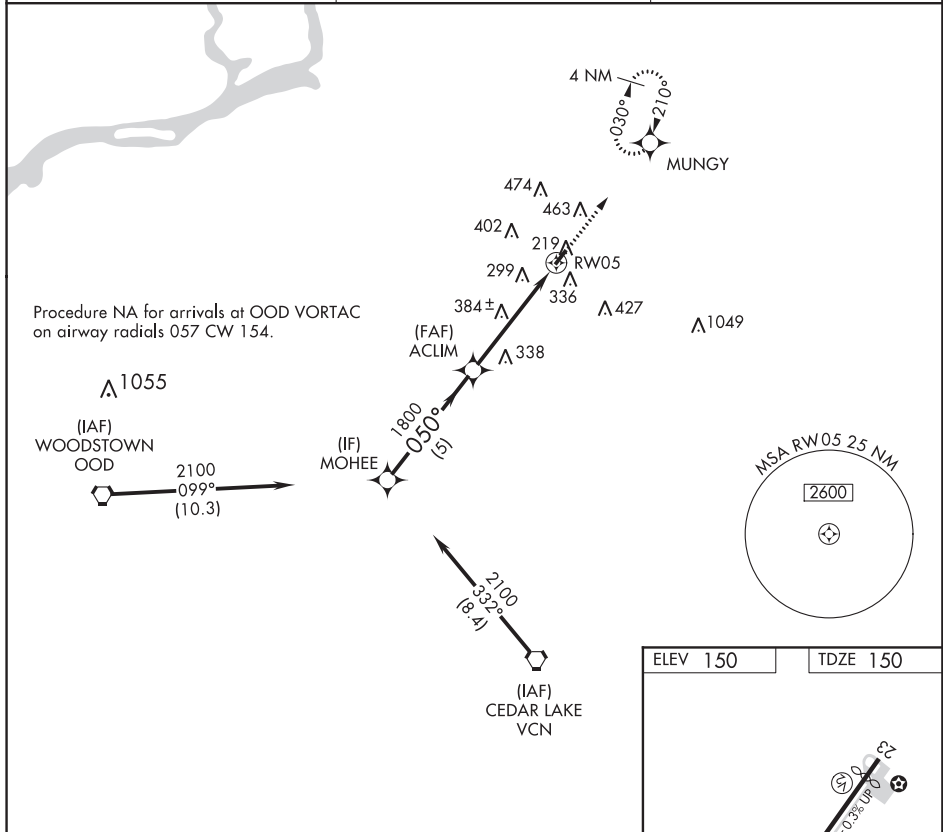 4 NM
030°
210°
MUNGY
474
463
402
219
RW05
299
336
384±
427
1049
(FAF)
ACLIM
338
Procedure NA for arrivals at OOD VORTAC
on airway radials 057 CW 154.
1055
(IAF)
WOODSTOWN
OOD
2100
099°
(10.3)
(IF)
MOHEE
1800
050°
(5)
2100
332°
(8.4)
(IAF)
CEDAR LAKE
VCN
MSA RW05 25 NM
2600
ELEV 150
TDZE 150
23
0.3% UP